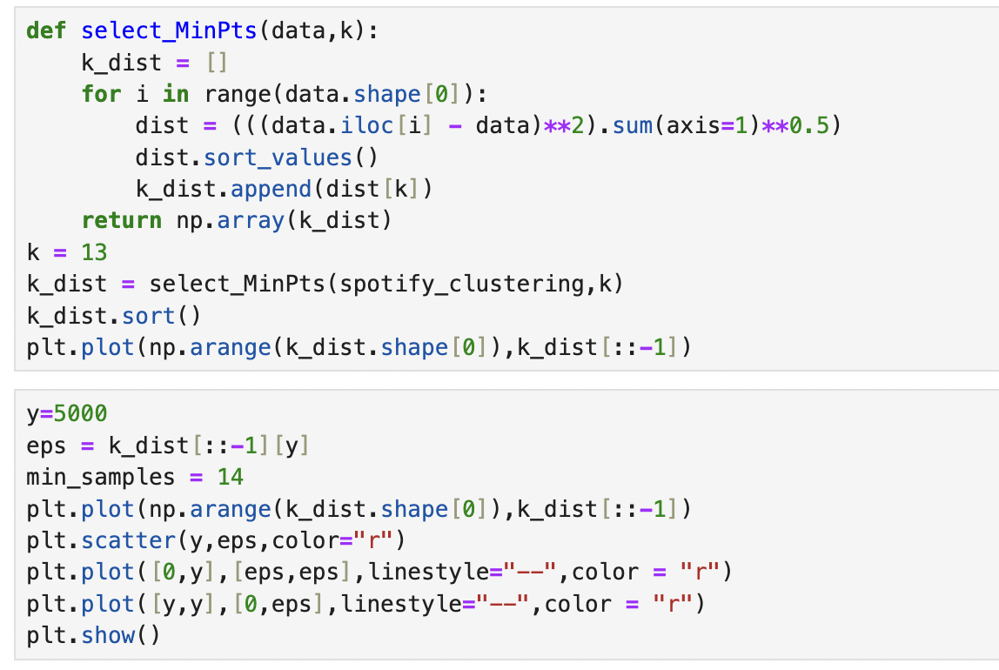 def select_MinPts(data,k):
    k_dist = []
    for i in range(data.shape[0]):
        dist = (((data.iloc[i] - data)**2).sum(axis=1)**0.5)
        dist.sort_values()
        k_dist.append(dist[k])
    return np.array(k_dist)
k = 13
k_dist = select_MinPts(spotify_clustering,k)
k_dist.sort()
plt.plot(np.arange(k_dist.shape[0]),k_dist[::-1])
y=5000
eps = k_dist[::-1][y]
min_samples = 14
plt.plot(np.arange(k_dist.shape[0]),k_dist[::-1])
plt.scatter(y,eps,color="r")
plt.plot([0,y],[eps,eps],linestyle="--",color = "r")
plt.plot([y,y],[0,eps],linestyle="--",color = "r")
plt.show()